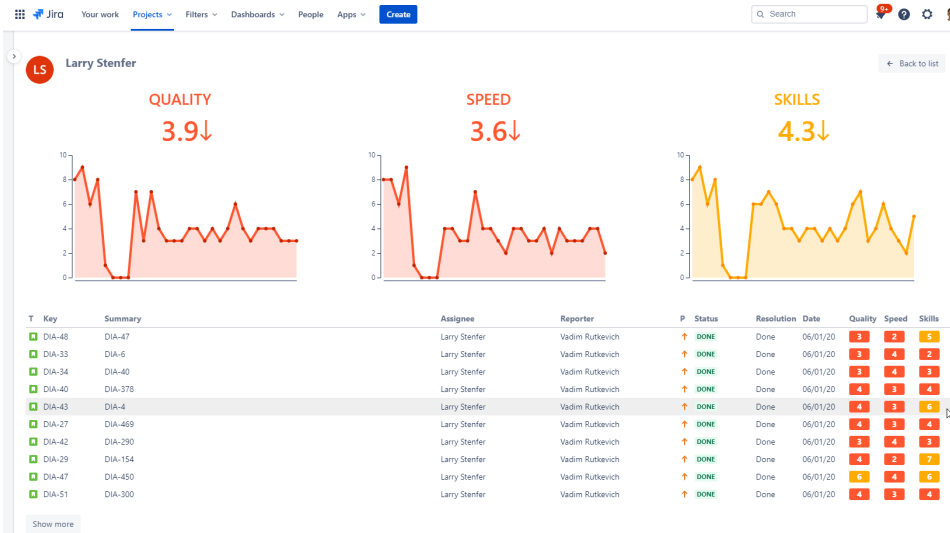 Jira Your work Projects Filters Dashboards People Apps Create Search 9+
LS Larry Stenfer Back to list
QUALITY SPEED SKILLS
3.9↓ 3.6↓ 4.3↓
10 10 10
8 8 8
6 6 6
4 4 4
2 2 2
0 0 0
T Key Summary Assignee Reporter P Status Resolution Date Quality Speed Skills
DIA-48 DIA-47 Larry Stenfer Vadim Rutkevich DONE Done 06/01/20 3 2 5
DIA-33 DIA-6 Larry Stenfer Vadim Rutkevich DONE Done 06/01/20 3 4 2
DIA-34 DIA-40 Larry Stenfer Vadim Rutkevich DONE Done 06/01/20 3 4 3
DIA-40 DIA-378 Larry Stenfer Vadim Rutkevich DONE Done 06/01/20 4 3 4
DIA-43 DIA-4 Larry Stenfer Vadim Rutkevich DONE Done 06/01/20 4 3 6
DIA-27 DIA-469 Larry Stenfer Vadim Rutkevich DONE Done 06/01/20 4 3 4
DIA-42 DIA-290 Larry Stenfer Vadim Rutkevich DONE Done 06/01/20 3 4 3
DIA-29 DIA-154 Larry Stenfer Vadim Rutkevich DONE Done 06/01/20 4 2 7
DIA-47 DIA-450 Larry Stenfer Vadim Rutkevich DONE Done 06/01/20 6 4 6
DIA-51 DIA-300 Larry Stenfer Vadim Rutkevich DONE Done 06/01/20 4 3 4
Show more